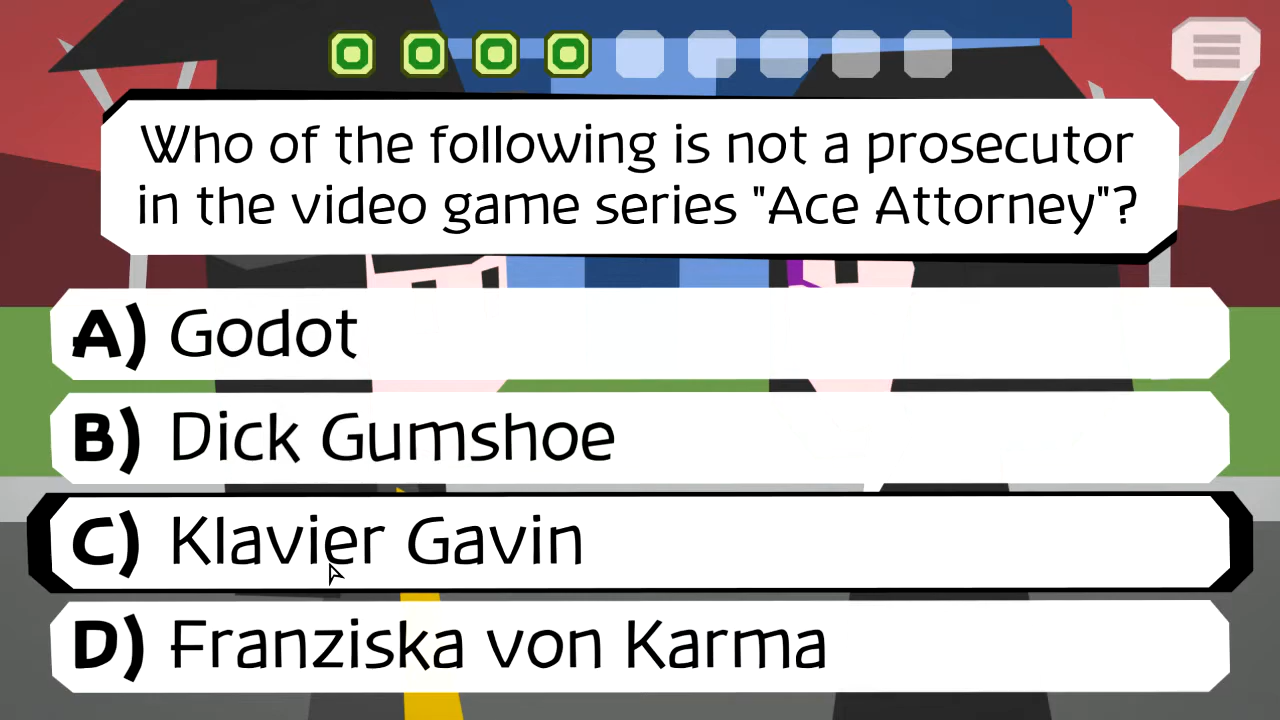 Who of the following is not a prosecutor
in the video game series "Ace Attorney"?
A) Godot
B) Dick Gumshoe
C) Klavier Gavin
D) Franziska von Karma